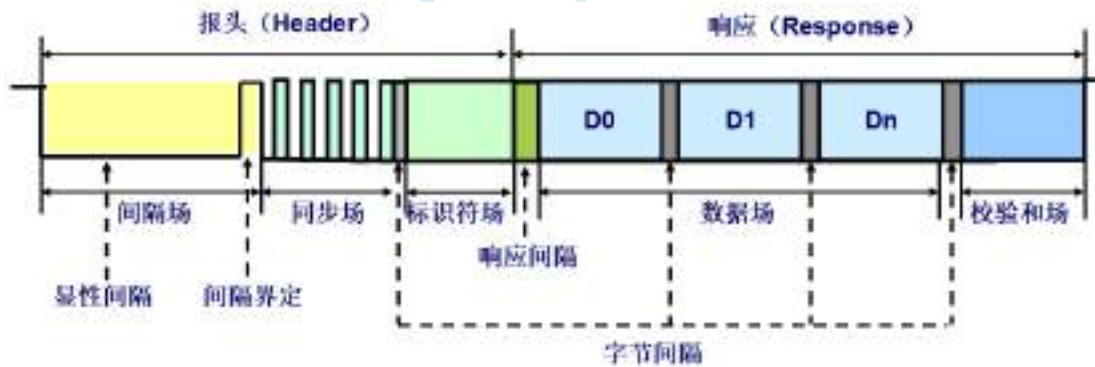 报头（Header）
响应（Response）
D0
D1
Dn
间隔场
同步场
标识符场
数据场
校验和场
响应间隔
显性间隔
间隔界定
字节间隔